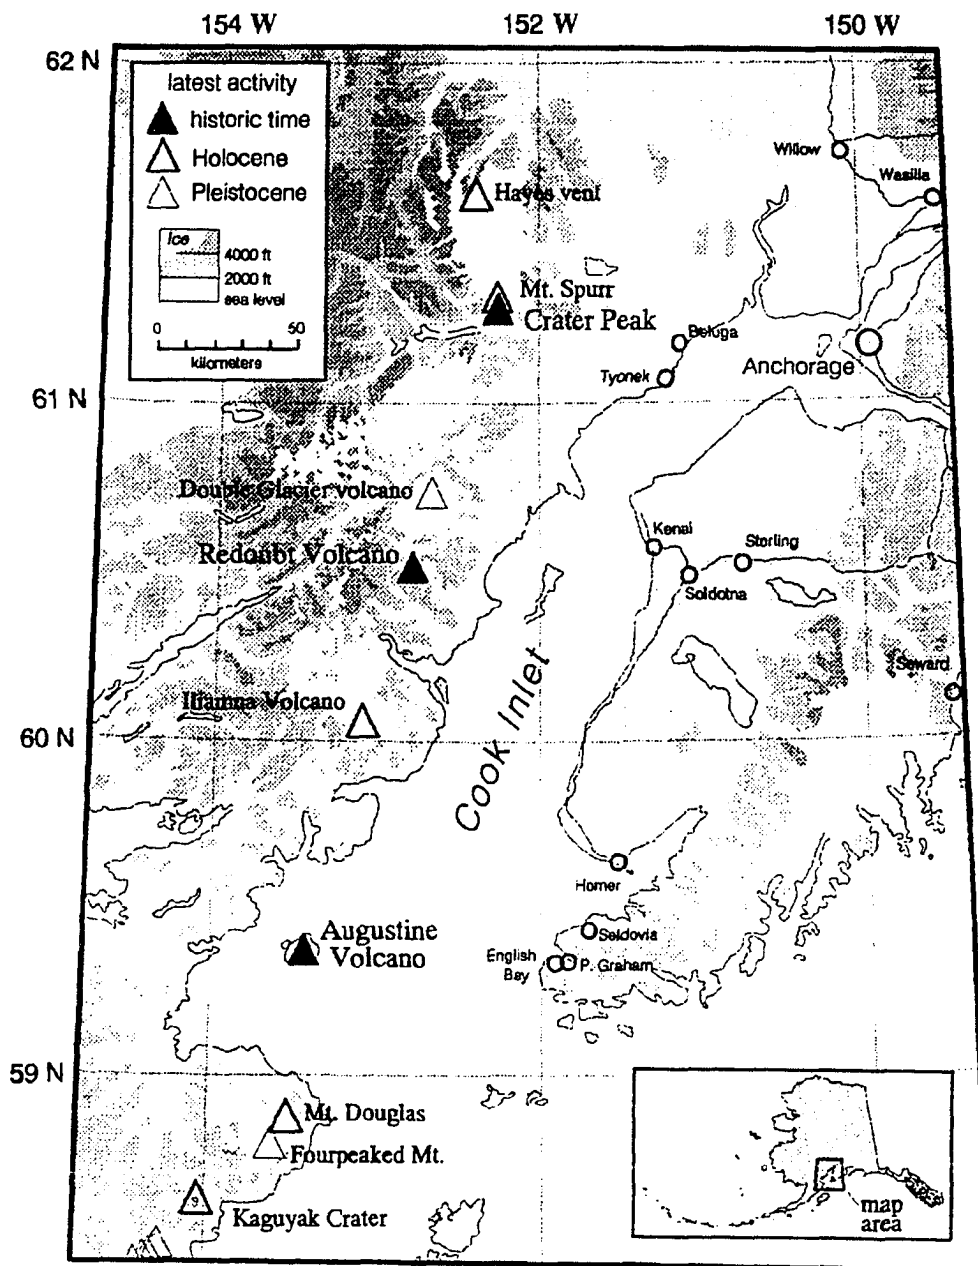 154 W
152 W
150 W
62 N
latest activity
historic time
Holocene
Pleistocene
Ice
4000 ft
2000 ft
sea level
0
50
kilometers
Willow
Wasilla
Hayes vent
Mt. Spurr
Crater Peak
Beluga
Anchorage
Tyonek
61 N
Double Glacier volcano
Redoubt Volcano
Kenai
Sterling
Soldotna
Seward
Iliamna Volcano
60 N
Cook Inlet
Homer
Augustine
Volcano
Seldovia
English
Bay
P. Graham
59 N
Mt. Douglas
Fourpeaked Mt.
Kaguyak Crater
map
area